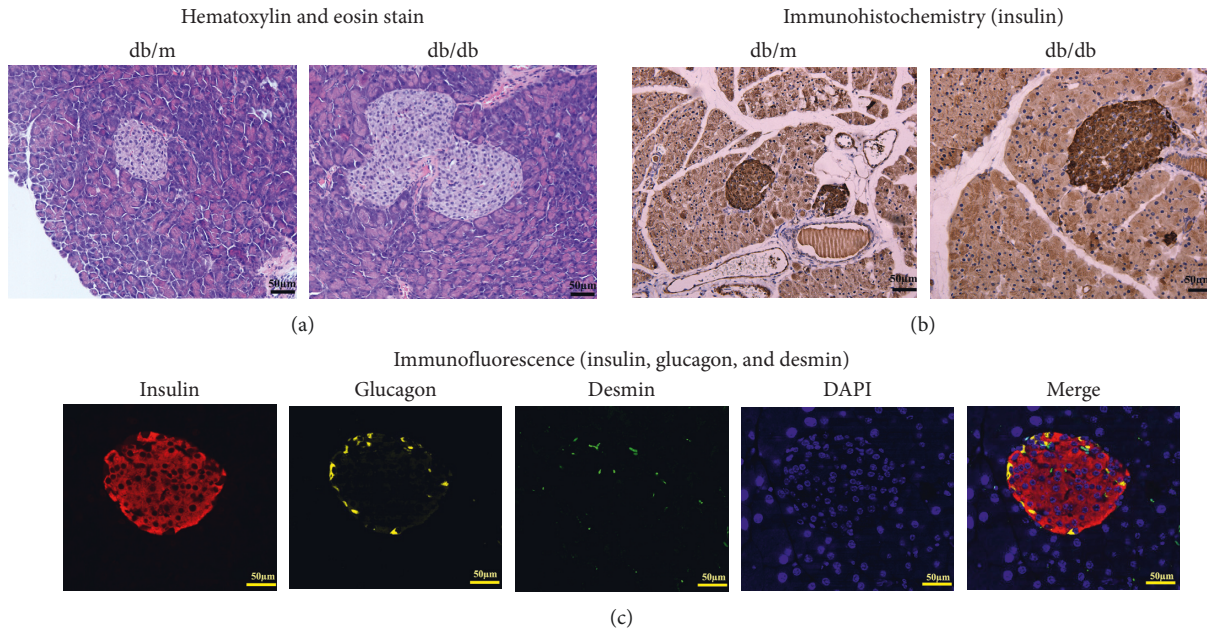 Hematoxylin and eosin stain
db/m
db/db
50μm
50μm
(a)
Immunohistochemistry (insulin)
db/m
db/db
50μm
50μm
(b)
Immunofluorescence (insulin, glucagon, and desmin)
Insulin
Glucagon
Desmin
DAPI
Merge
50μm
50μm
50μm
50μm
50μm
(c)